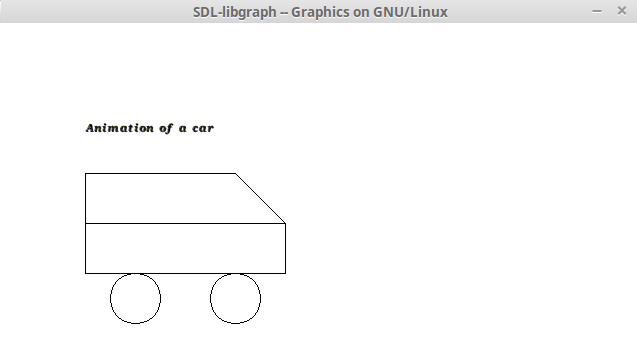 SDL-libgraph -- Graphics on GNU/Linux
Animation of a car